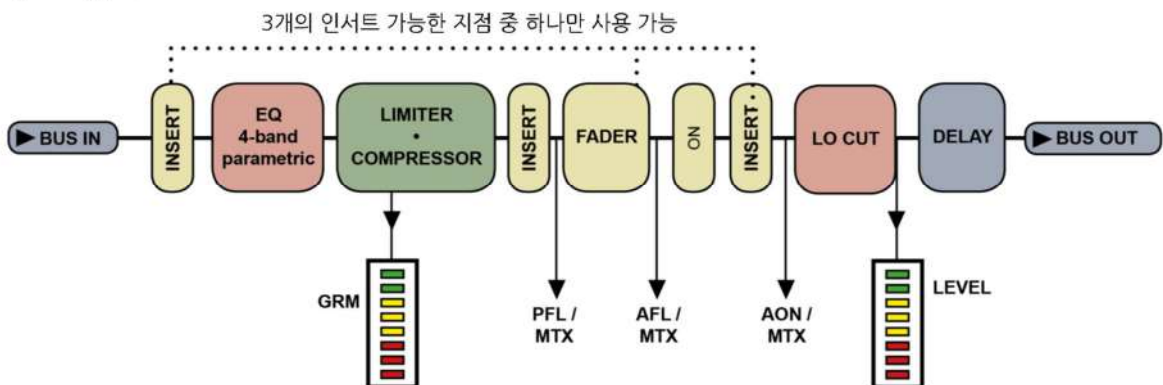 3개의 인서트 가능한 지점 중 하나만 사용 가능
BUS IN
INSERT
EQ
4-band
parametric
LIMITER
•
COMPRESSOR
INSERT
FADER
ON
INSERT
LO CUT
DELAY
BUS OUT
GRM
PFL /
MTX
AFL /
MTX
AON /
MTX
LEVEL